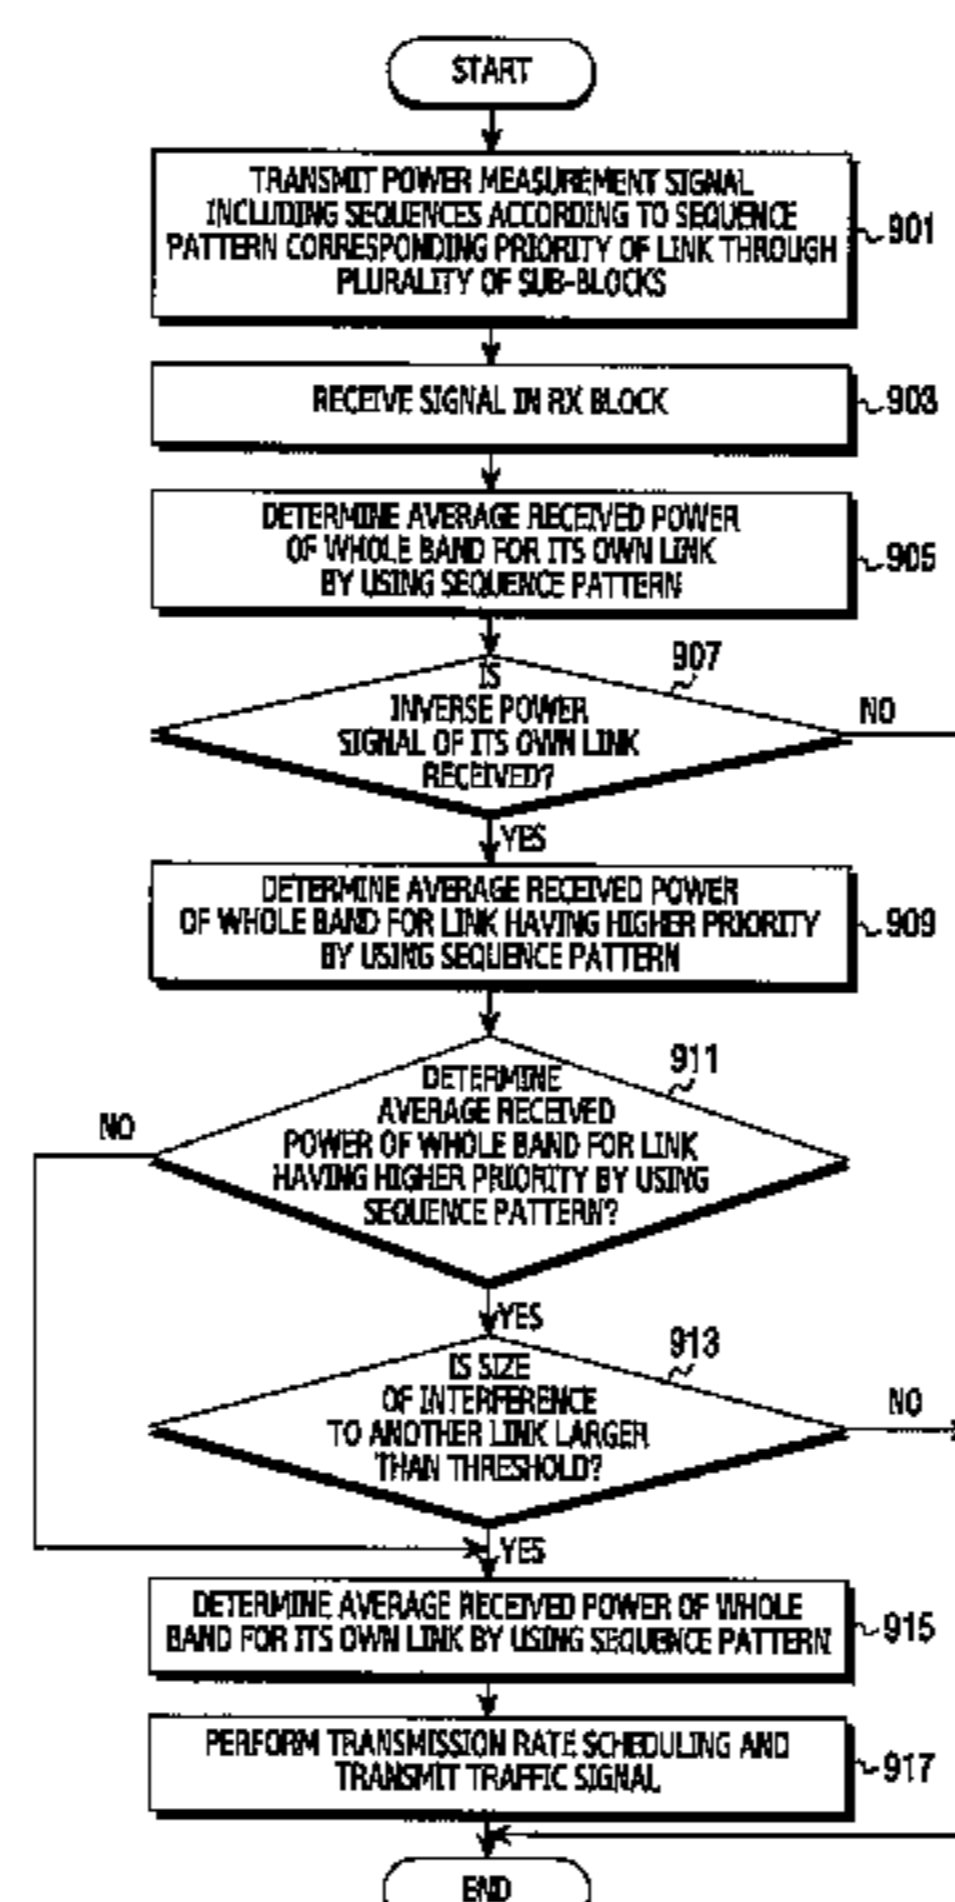 START
TRANSMIT POWER MEASUREMENT SIGNAL
INCLUDING SEQUENCES ACCORDING TO SEQUENCE
PATTERN CORRESPONDING PRIORITY OF LINK THROUGH
PLURALITY OF SUB-BLOCKS
901
RECEIVE SIGNAL IN RX BLOCK
903
DETERMINE AVERAGE RECEIVED POWER
OF WHOLE BAND FOR ITS OWN LINK
BY USING SEQUENCE PATTERN
905
907
IS
INVERSE POWER
SIGNAL OF ITS OWN LINK
RECEIVED?
NO
YES
DETERMINE AVERAGE RECEIVED POWER
OF WHOLE BAND FOR LINK HAVING HIGHER PRIORITY
BY USING SEQUENCE PATTERN
909
911
DETERMINE
AVERAGE RECEIVED
POWER OF WHOLE BAND FOR LINK
HAVING HIGHER PRIORITY BY USING
SEQUENCE PATTERN?
NO
YES
913
IS SIZE
OF INTERFERENCE
TO ANOTHER LINK LARGER
THAN THRESHOLD?
NO
YES
DETERMINE AVERAGE RECEIVED POWER OF WHOLE
BAND FOR ITS OWN LINK BY USING SEQUENCE PATTERN
915
PERFORM TRANSMISSION RATE SCHEDULING AND
TRANSMIT TRAFFIC SIGNAL
917
END